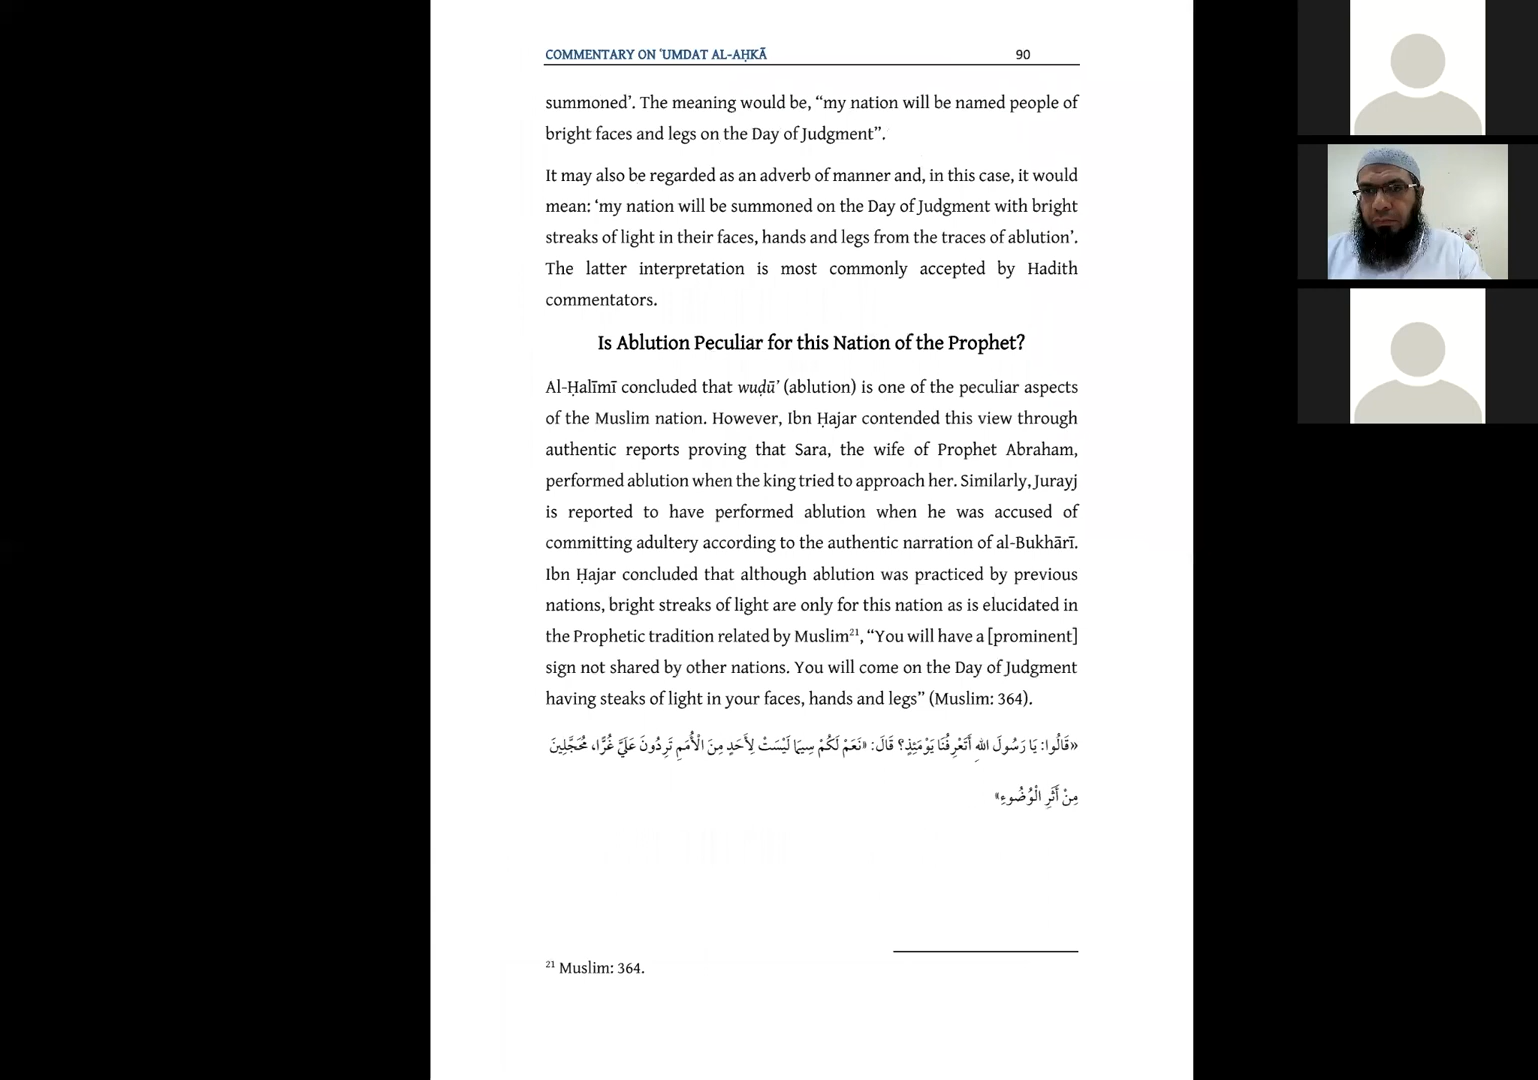 COMMENTARY ON ʿUMDAT AL-AḤKĀ 90
summoned’. The meaning would be, “my nation will be named people of
bright faces and legs on the Day of Judgment”.
It may also be regarded as an adverb of manner and, in this case, it would
mean: ‘my nation will be summoned on the Day of Judgment with bright
streaks of light in their faces, hands and legs from the traces of ablution’.
The latter interpretation is most commonly accepted by Hadith
commentators.
Is Ablution Peculiar for this Nation of the Prophet?
Al-Ḥalīmī concluded that wuḍū’ (ablution) is one of the peculiar aspects
of the Muslim nation. However, Ibn Ḥajar contended this view through
authentic reports proving that Sara, the wife of Prophet Abraham,
performed ablution when the king tried to approach her. Similarly, Jurayj
is reported to have performed ablution when he was accused of
committing adultery according to the authentic narration of al-Bukhārī.
Ibn Ḥajar concluded that although ablution was practiced by previous
nations, bright streaks of light are only for this nation as is elucidated in
the Prophetic tradition related by Muslim²¹, “You will have a [prominent]
sign not shared by other nations. You will come on the Day of Judgment
having steaks of light in your faces, hands and legs” (Muslim: 364).
«قَالُوا: يَا رَسُولَ اللهِ أَتَعْرِفُنَا يَوْمَئِذٍ؟ قَالَ: «نَعَمْ لَكُمْ سِيمَا لَيْسَتْ لِأَحَدٍ مِنَ الْأُمَمِ تَرِدُونَ عَلَيَّ غُرًّا، مُحَجَّلِينَ
مِنْ أَثَرِ الْوُضُوءِ»
²¹ Muslim: 364.